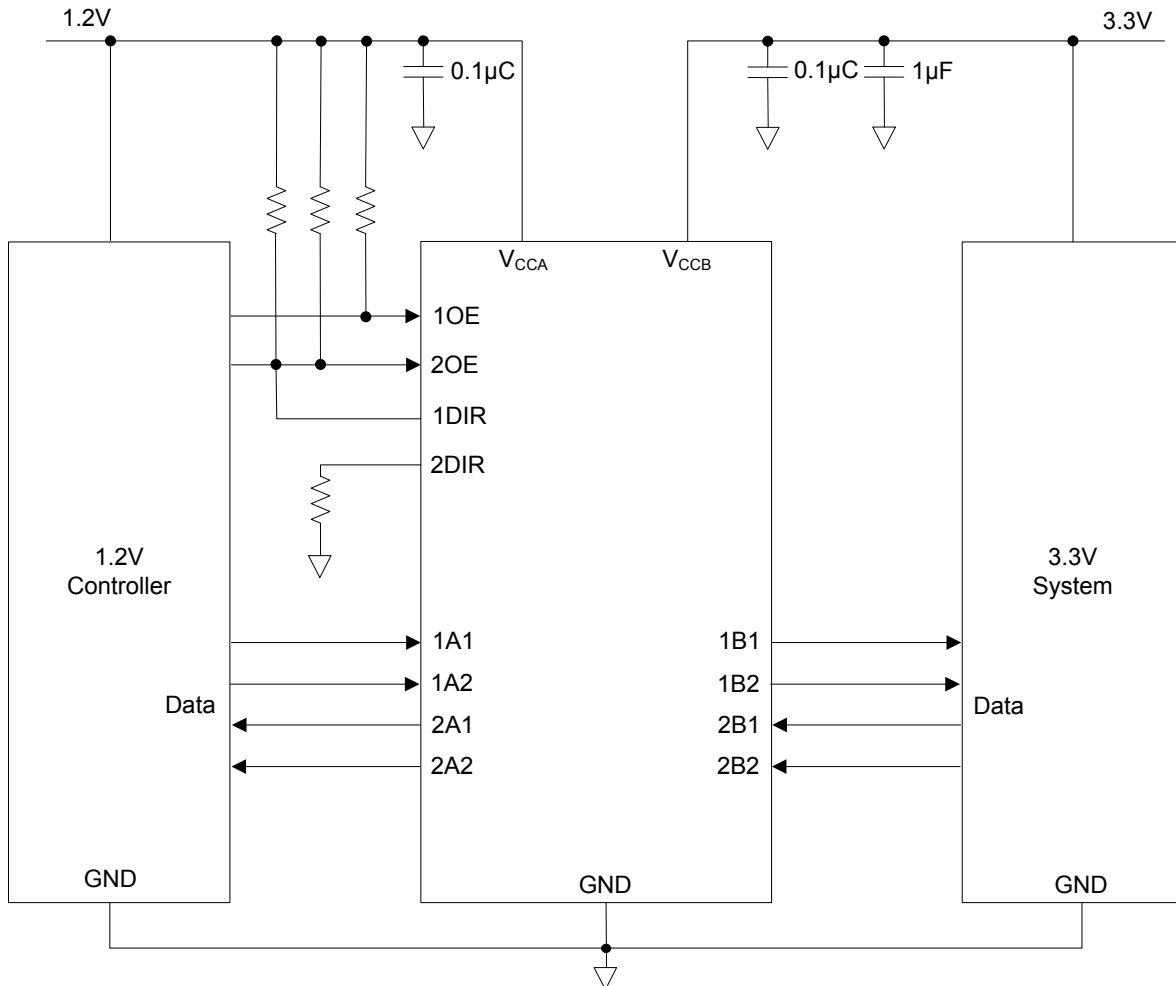 1.2V
3.3V
0.1µC
0.1µC
1µF
VCCA
VCCB
1OE
2OE
1DIR
2DIR
1.2V
Controller
3.3V
System
1A1
1B1
1A2
1B2
Data
Data
2A1
2B1
2A2
2B2
GND
GND
GND